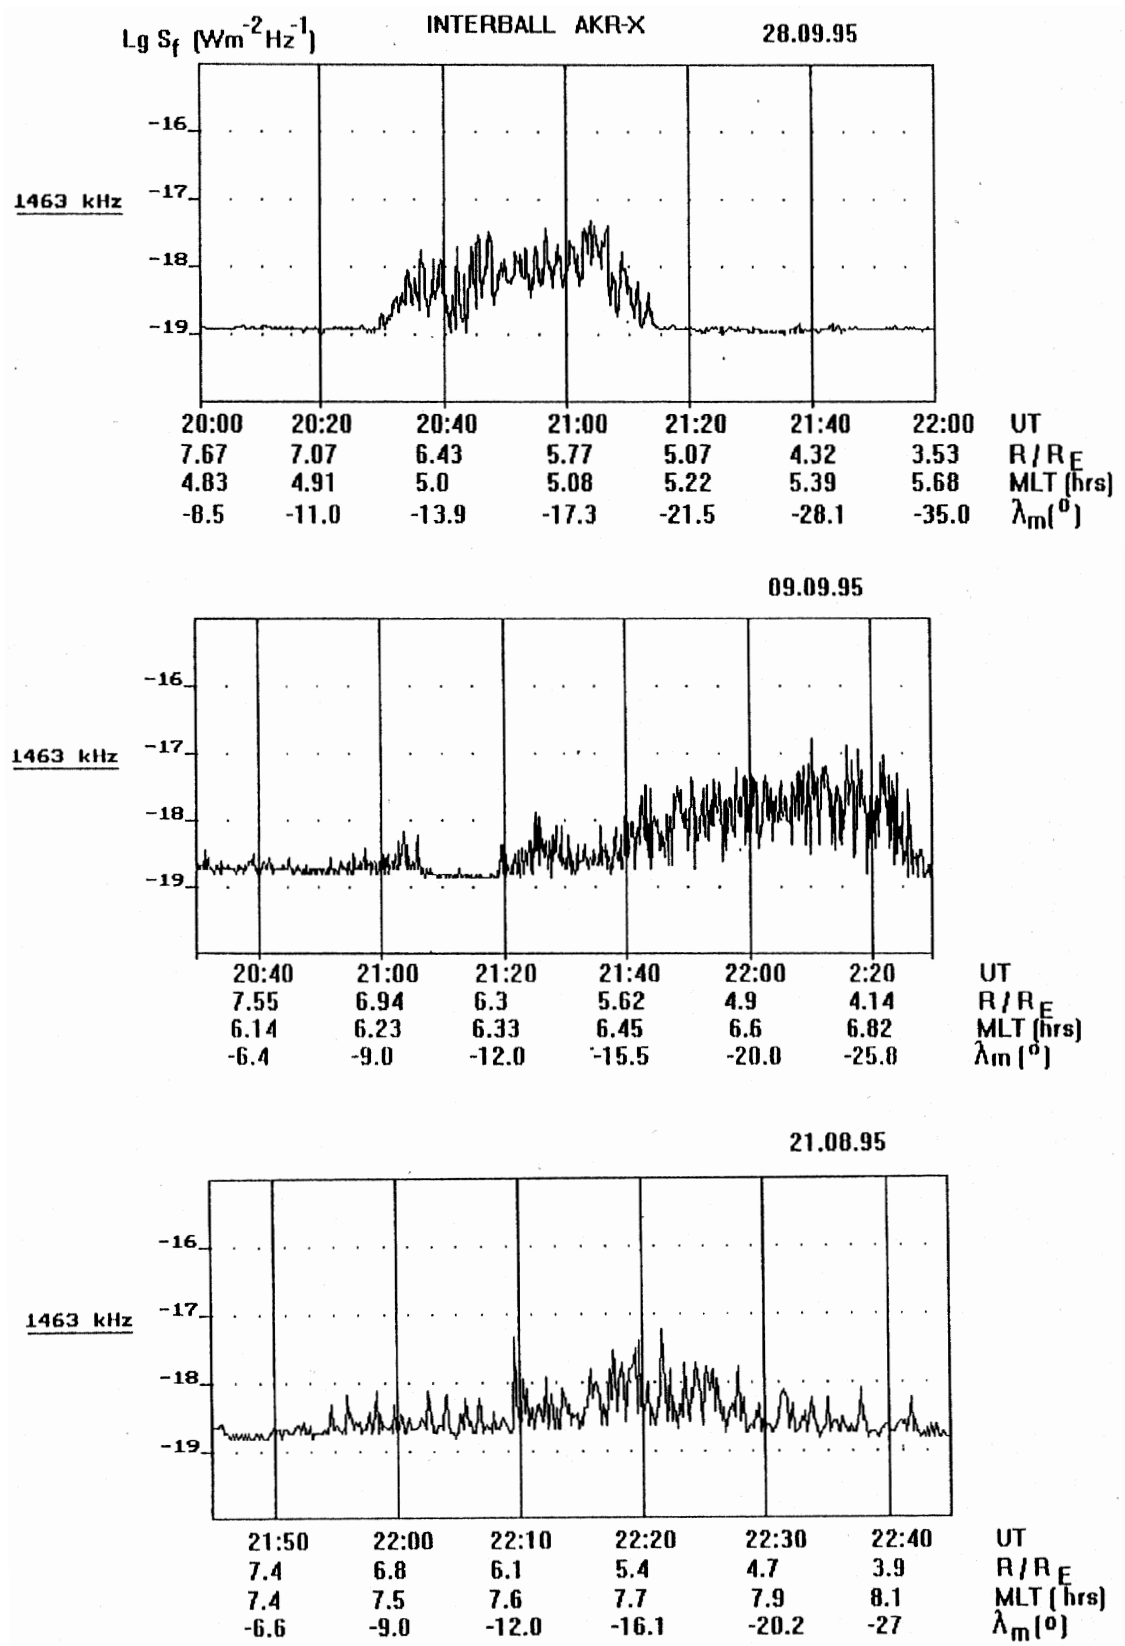 INTERBALL AKR-X
Lg Sf (Wm-2Hz-1)
28.09.95
-16
-17
1463 kHz
-18
-19
20:00 20:20 20:40 21:00 21:20 21:40 22:00 UT
7.67 7.07 6.43 5.77 5.07 4.32 3.53 R/RE
4.83 4.91 5.0 5.08 5.22 5.39 5.68 MLT (hrs)
-8.5 -11.0 -13.9 -17.3 -21.5 -28.1 -35.0 λm(º)
09.09.95
-16
-17
1463 kHz
-18
-19
20:40 21:00 21:20 21:40 22:00 2:20 UT
7.55 6.94 6.3 5.62 4.9 4.14 R/RE
6.14 6.23 6.33 6.45 6.6 6.82 MLT (hrs)
-6.4 -9.0 -12.0 -15.5 -20.0 -25.8 λm(º)
21.08.95
-16
-17
1463 kHz
-18
-19
21:50 22:00 22:10 22:20 22:30 22:40 UT
7.4 6.8 6.1 5.4 4.7 3.9 R/RE
7.4 7.5 7.6 7.7 7.9 8.1 MLT (hrs)
-6.6 -9.0 -12.0 -16.1 -20.2 -27 λm(o)